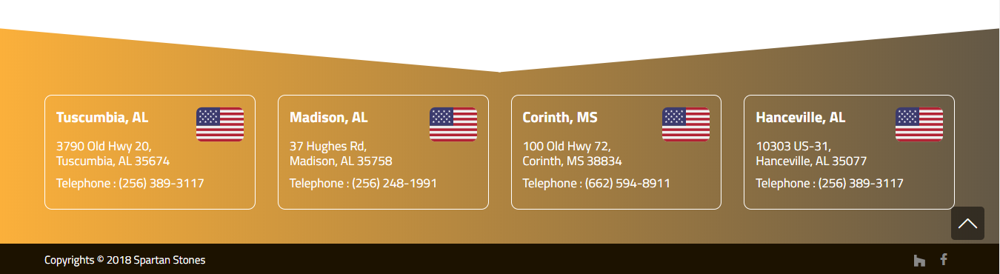 Tuscumbia, AL
3790 Old Hwy 20,
Tuscumbia, AL 35674
Telephone : (256) 389-3117
Madison, AL
37 Hughes Rd,
Madison, AL 35758
Telephone : (256) 248-1991
Corinth, MS
100 Old Hwy 72,
Corinth, MS 38834
Telephone : (662) 594-8911
Hanceville, AL
10303 US-31,
Hanceville, AL 35077
Telephone : (256) 389-3117
Copyrights © 2018 Spartan Stones